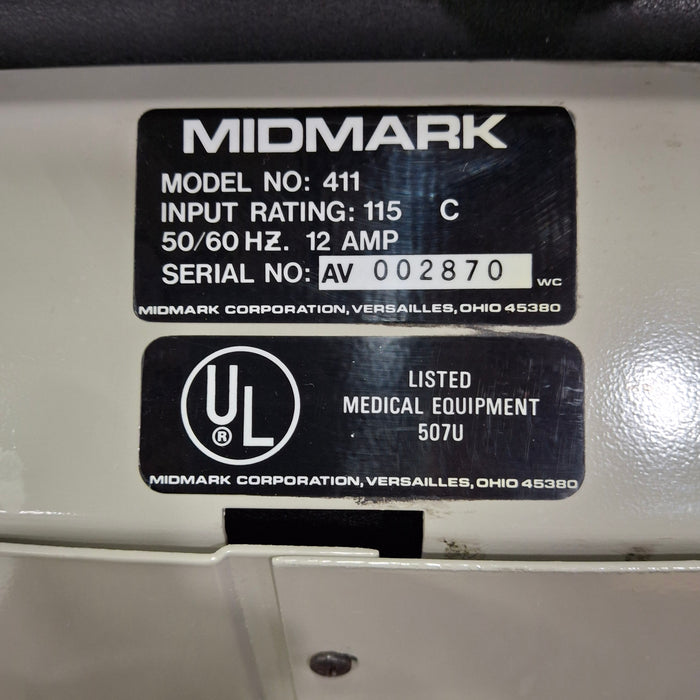 MIDMARK
MODEL NO: 411
INPUT RATING: 115 C
50/60 HZ. 12 AMP
SERIAL NO: AV 002870 WC
MIDMARK CORPORATION, VERSAILLES, OHIO 45380
UL
®
LISTED
MEDICAL EQUIPMENT
507U
MIDMARK CORPORATION, VERSAILLES, OHIO 45380